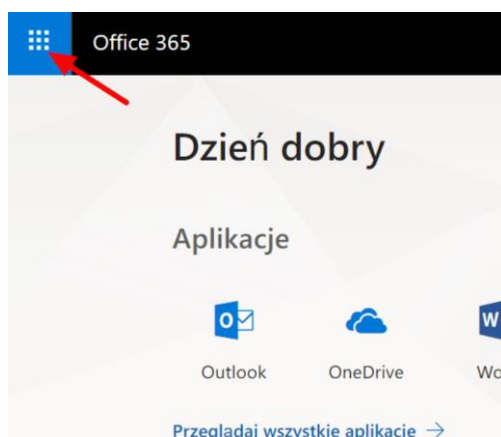 Office 365
Dzień dobry
Aplikacje
Outlook OneDrive
Przeglądaj wszystkie aplikacje →